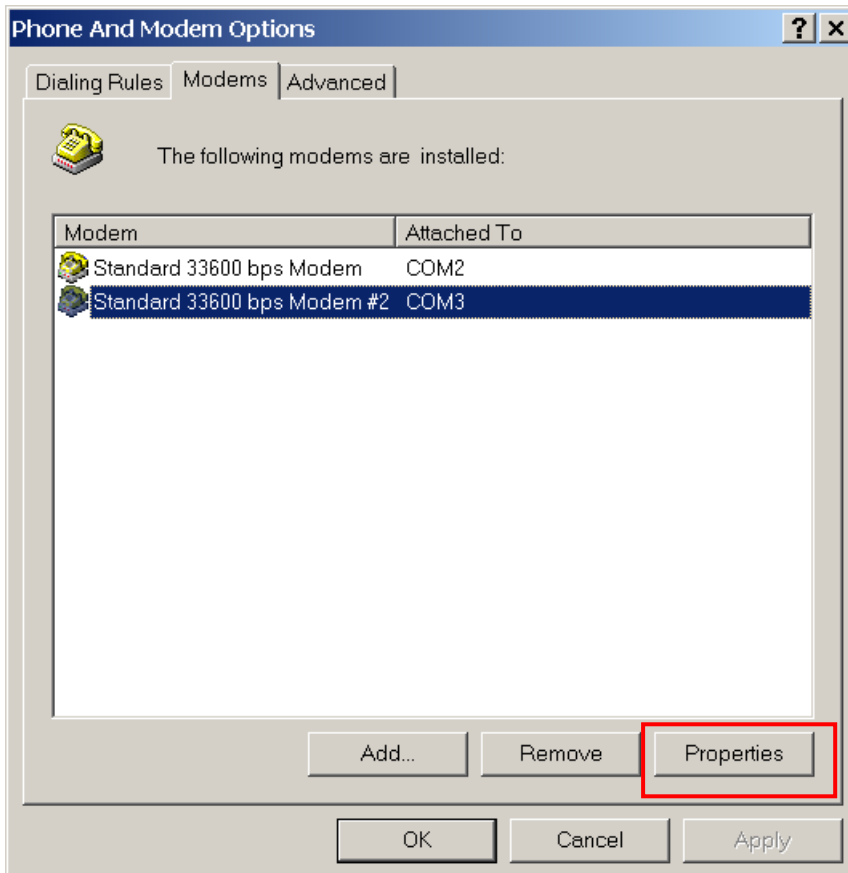 Phone And Modem Options
Dialing Rules Modems Advanced
The following modems are installed:
Modem Attached To
Standard 33600 bps Modem COM2
Standard 33600 bps Modem #2 COM3
Add... Remove Properties
OK Cancel Apply